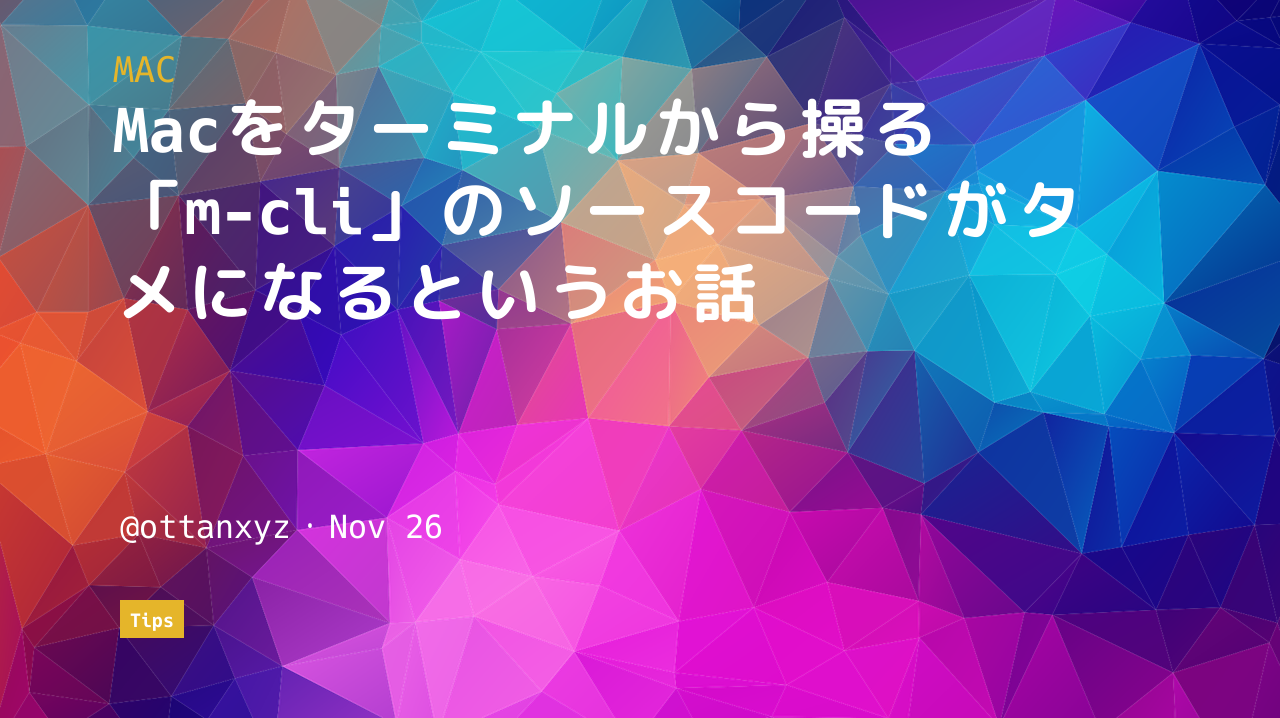 MAC
Macをターミナルから操る
「m-cli」のソースコードがタ
メになるというお話
@ottanxyz · Nov 26
Tips